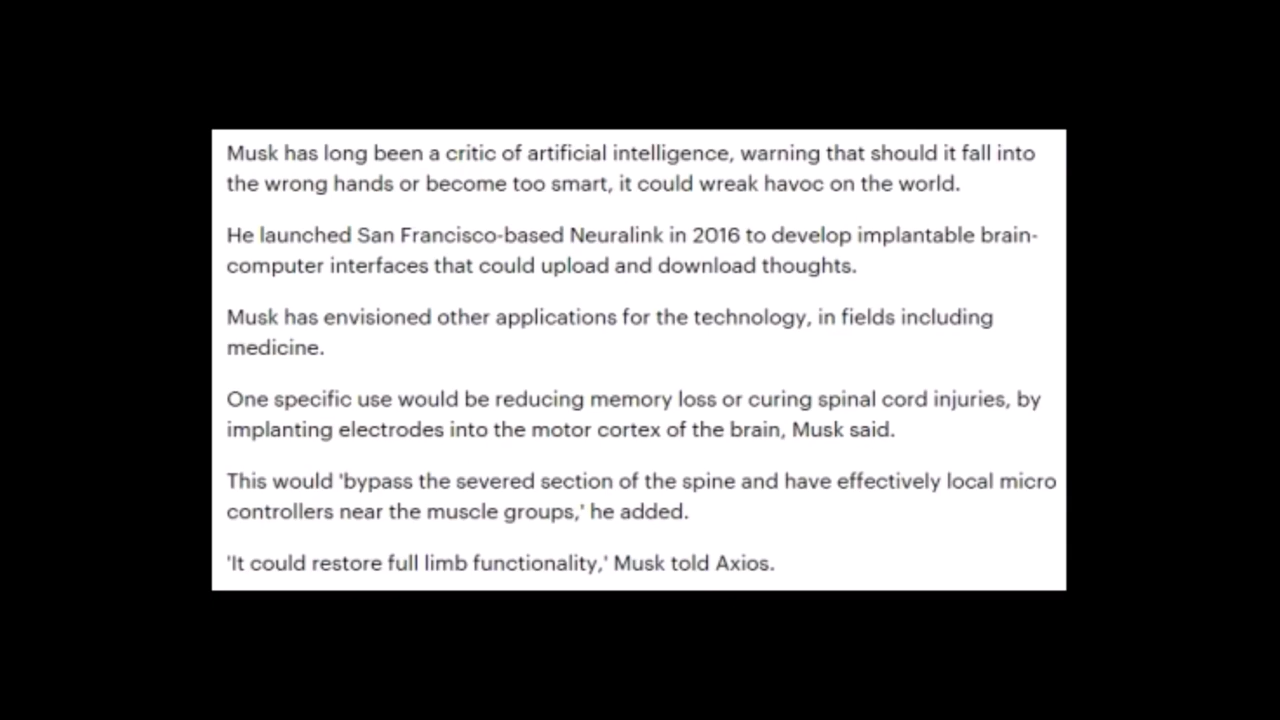 Musk has long been a critic of artificial intelligence, warning that should it fall into
the wrong hands or become too smart, it could wreak havoc on the world.
He launched San Francisco-based Neuralink in 2016 to develop implantable brain-
computer interfaces that could upload and download thoughts.
Musk has envisioned other applications for the technology, in fields including
medicine.
One specific use would be reducing memory loss or curing spinal cord injuries, by
implanting electrodes into the motor cortex of the brain, Musk said.
This would 'bypass the severed section of the spine and have effectively local micro
controllers near the muscle groups,' he added.
'It could restore full limb functionality,' Musk told Axios.